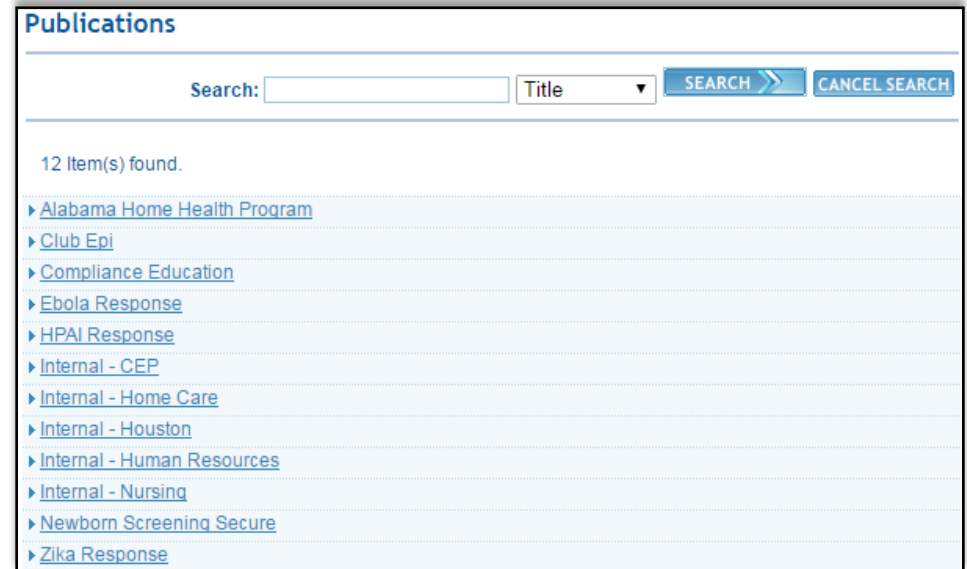 Publications
Search: Title SEARCH CANCEL SEARCH
12 Item(s) found.
Alabama Home Health Program
Club Epi
Compliance Education
Ebola Response
HPAI Response
Internal - CEP
Internal - Home Care
Internal - Houston
Internal - Human Resources
Internal - Nursing
Newborn Screening Secure
Zika Response